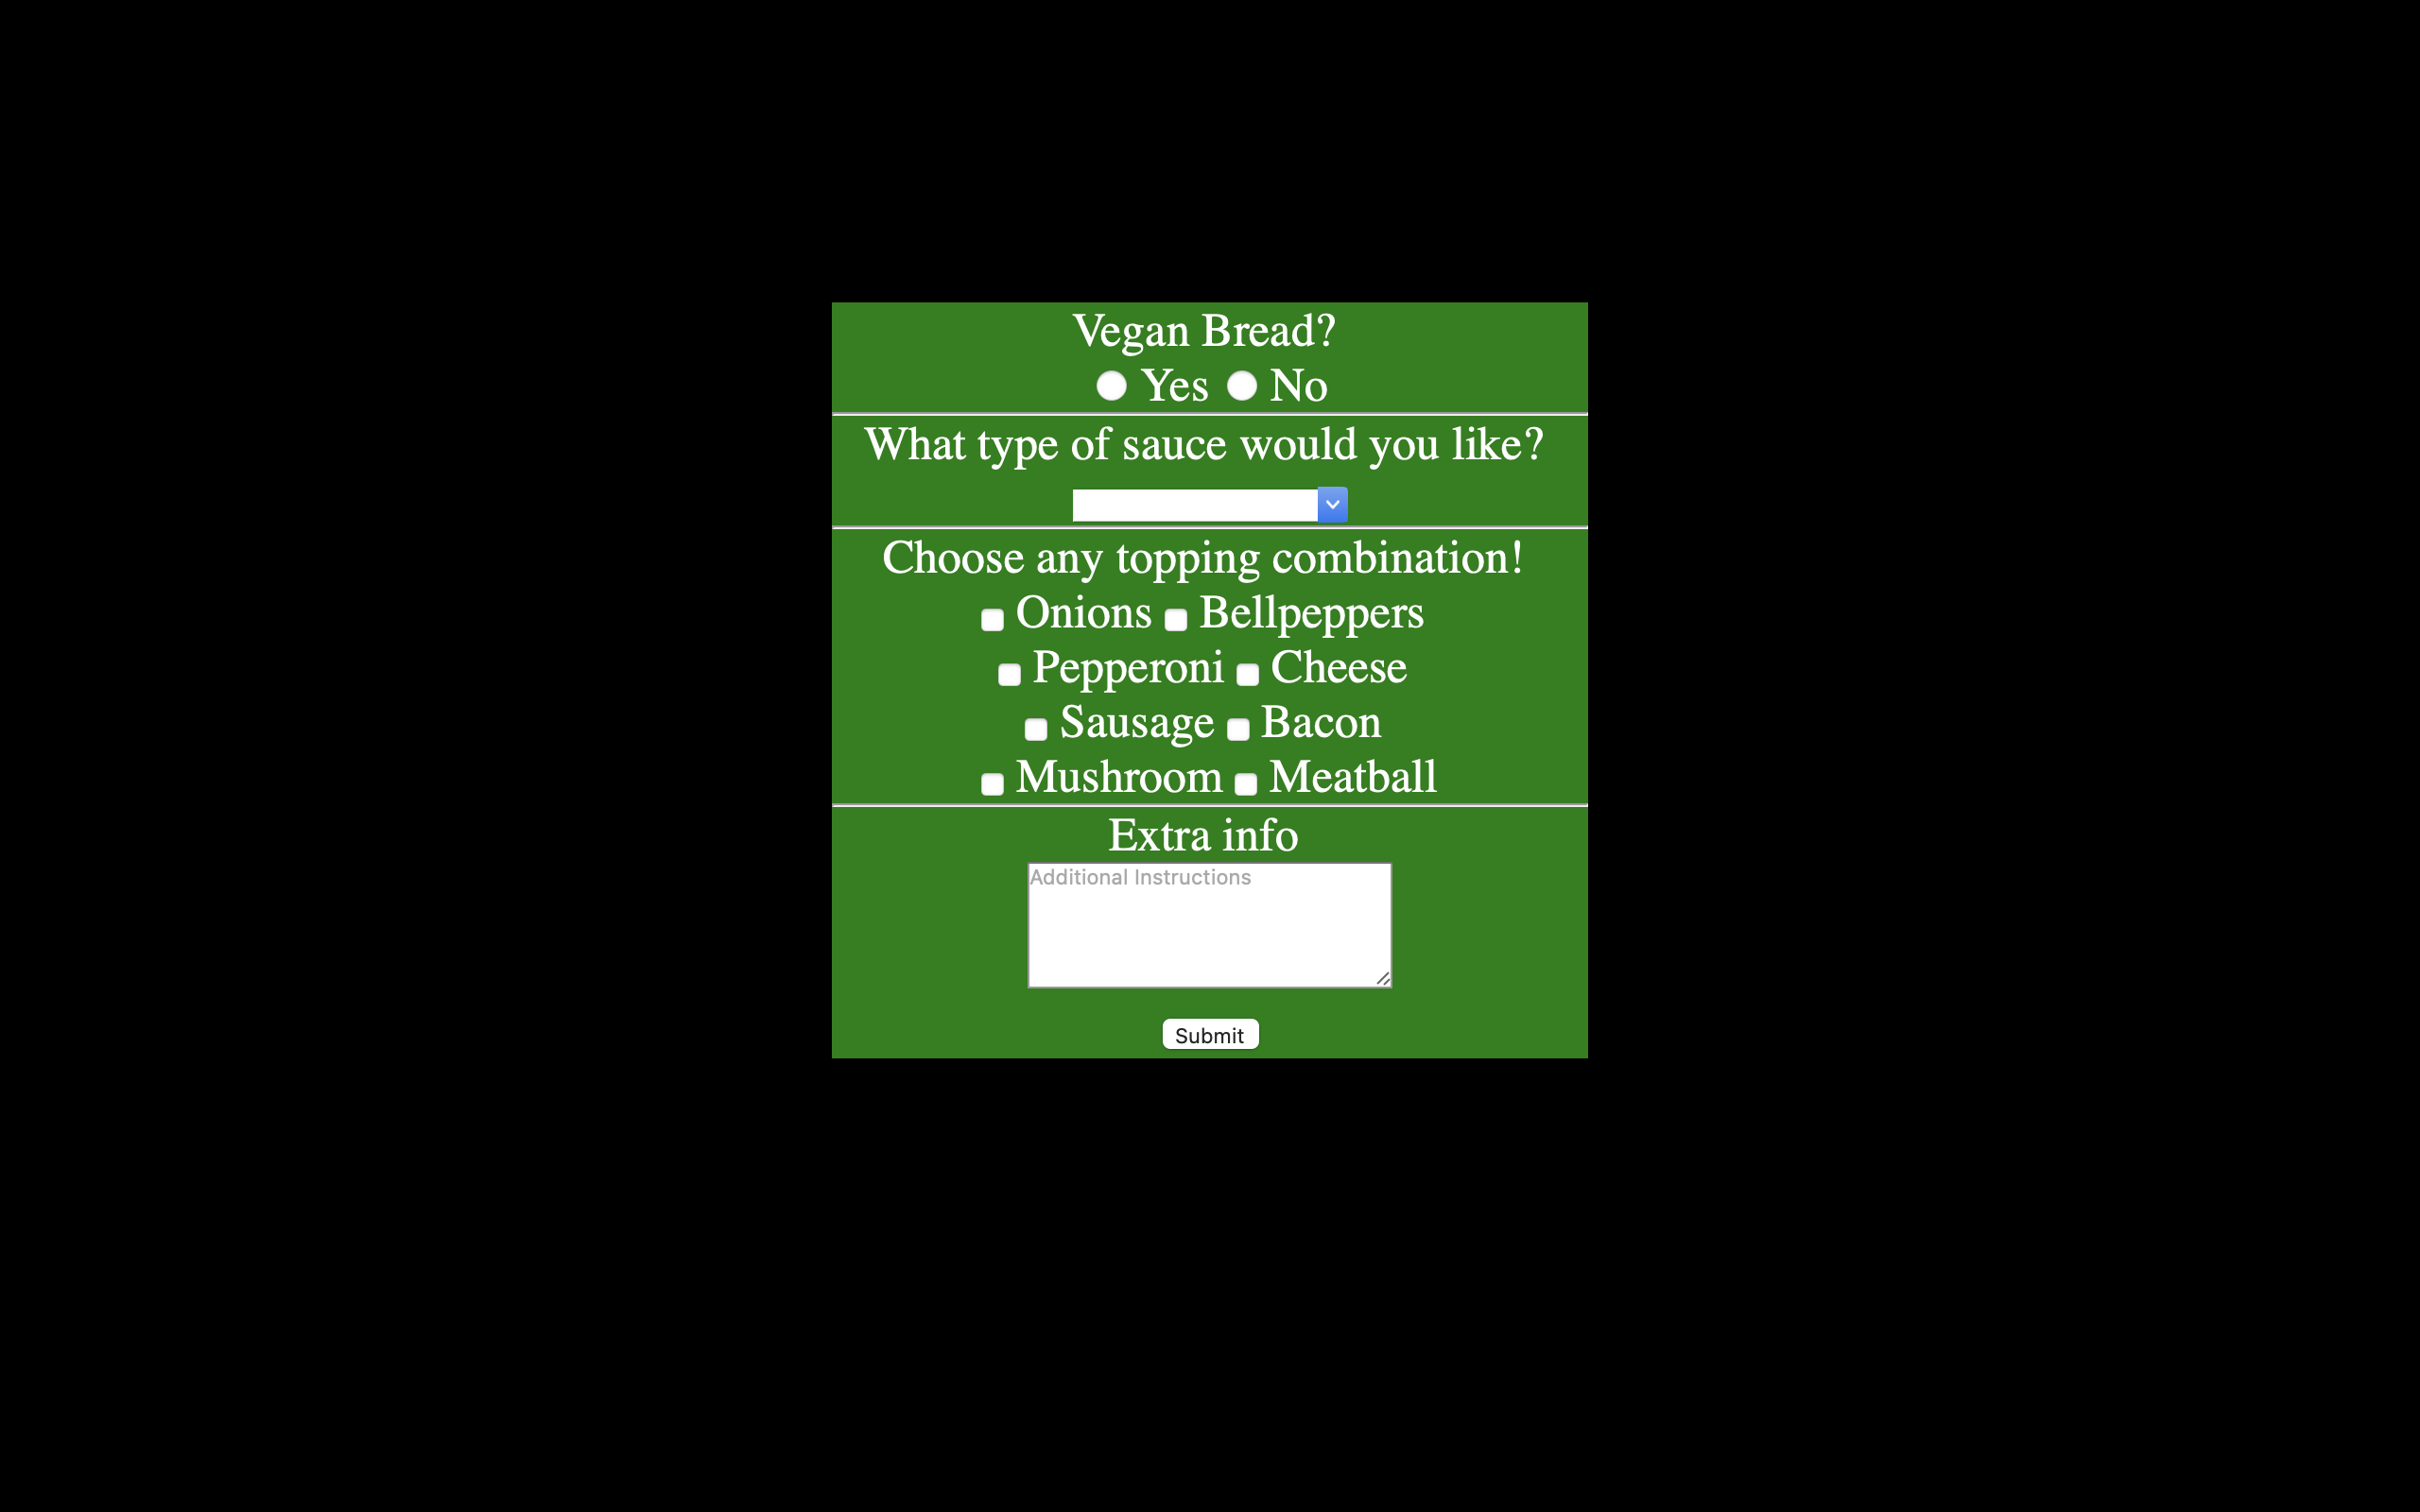 Vegan Bread?
Yes No
What type of sauce would you like?
Choose any topping combination!
Onions Bellpeppers
Pepperoni Cheese
Sausage Bacon
Mushroom Meatball
Extra info
Additional Instructions
Submit